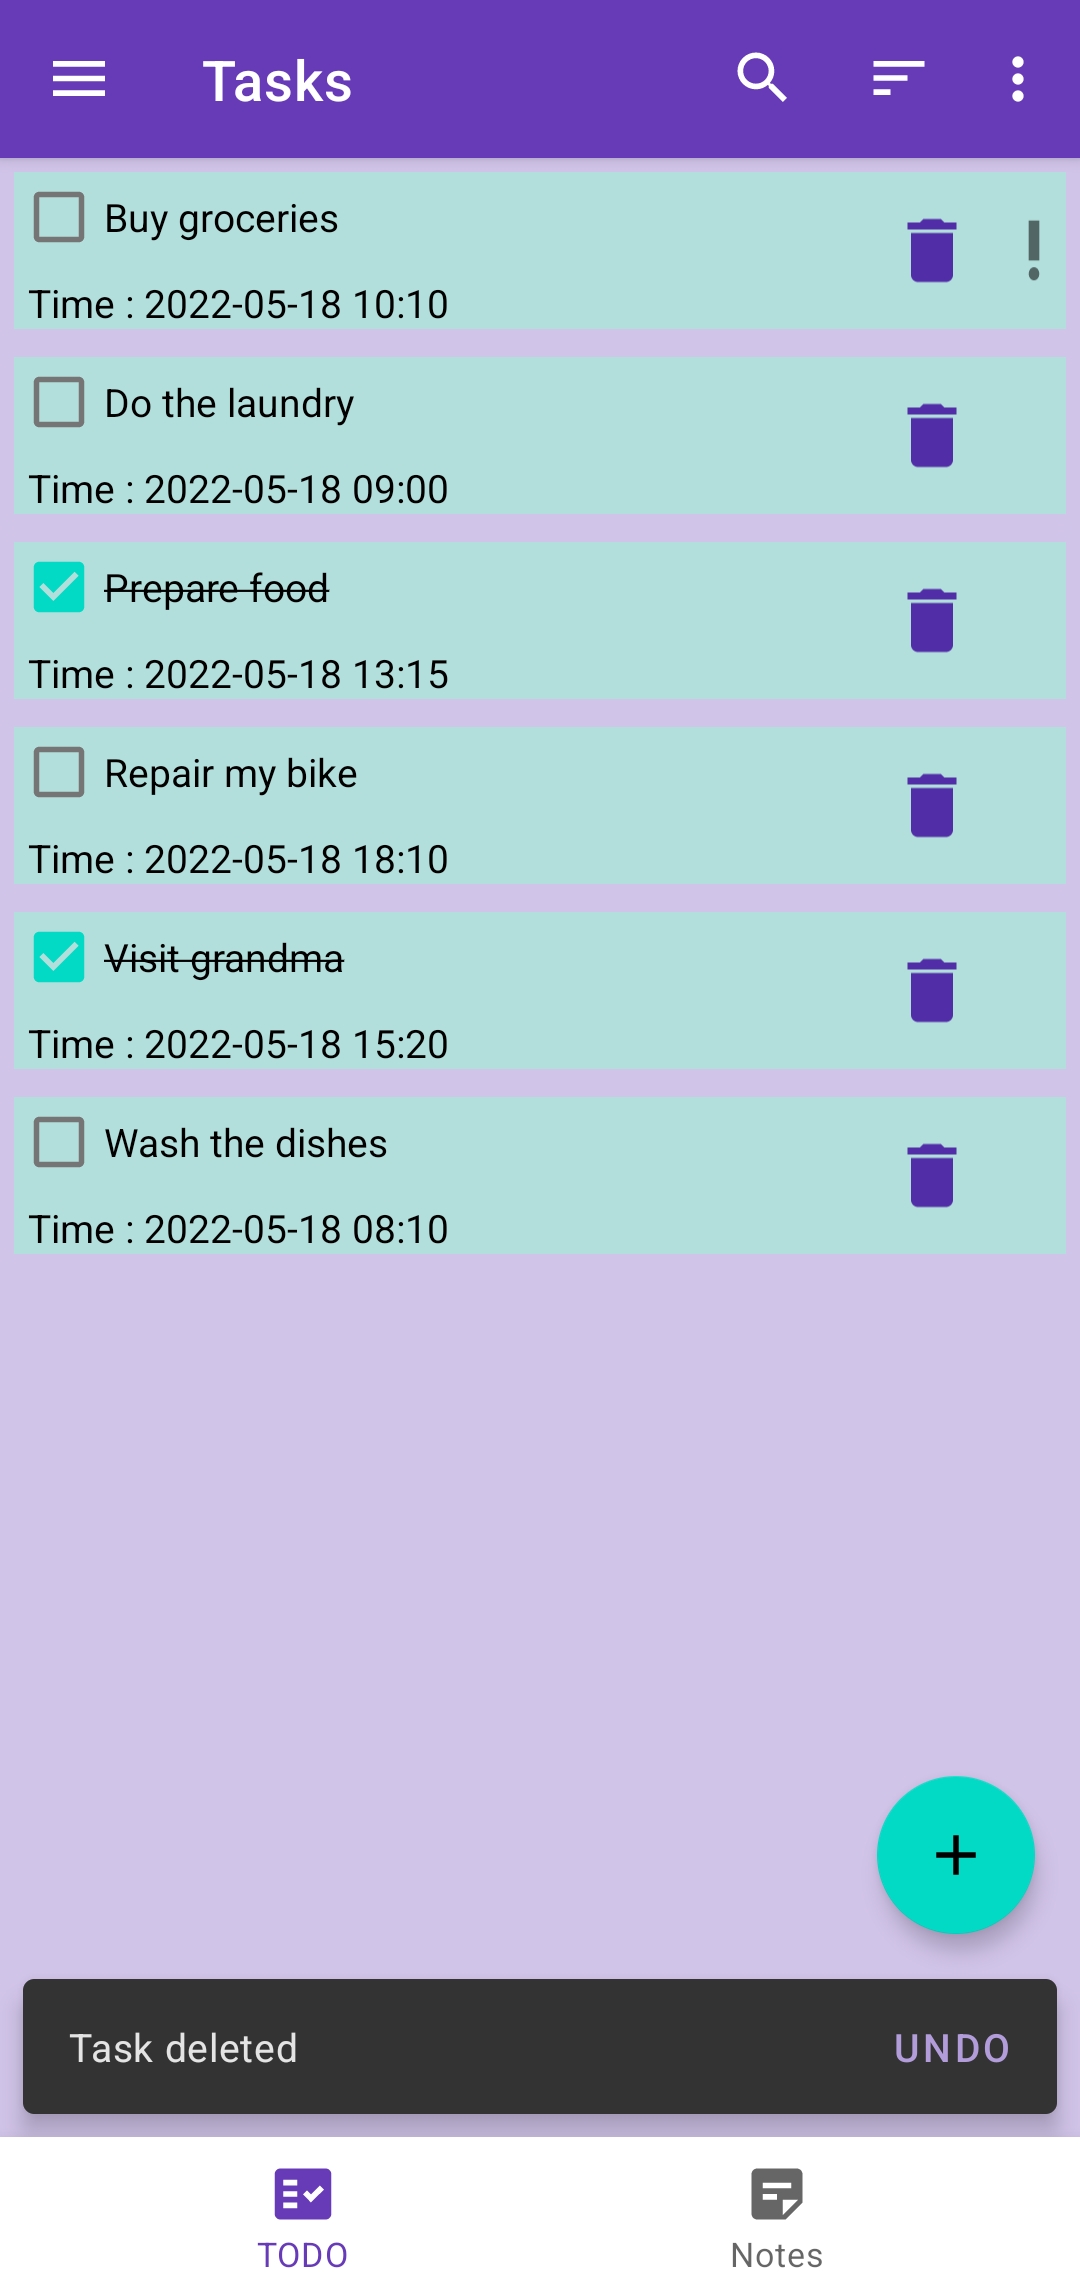 Tasks
Buy groceries
Time : 2022-05-18 10:10
Do the laundry
Time : 2022-05-18 09:00
Prepare food
Time : 2022-05-18 13:15
Repair my bike
Time : 2022-05-18 18:10
Visit grandma
Time : 2022-05-18 15:20
Wash the dishes
Time : 2022-05-18 08:10
Task deleted UNDO
TODO Notes